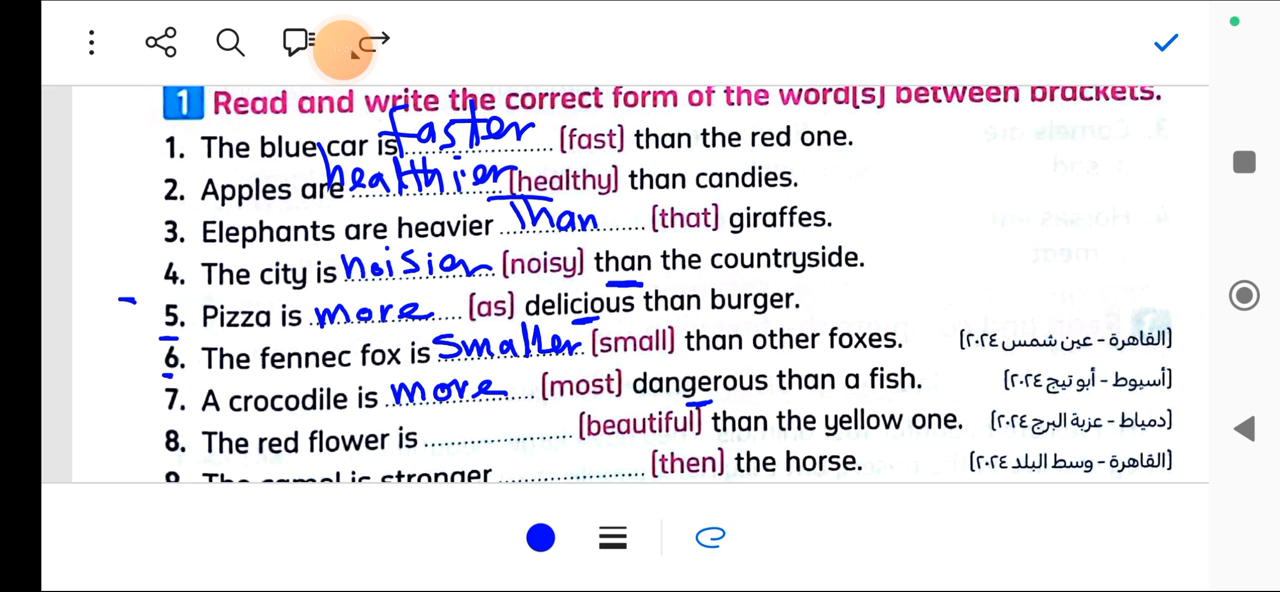 1 Read and write the correct form of the word(s) between brackets.
1. The blue car is faster (fast) than the red one.
2. Apples are healthier (healthy) than candies.
3. Elephants are heavier Than (that) giraffes.
4. The city is noisier (noisy) than the countryside.
5. Pizza is more (as) delicious than burger.
6. The fennec fox is smaller (small) than other foxes. (القاهرة - عين شمس ٢٠٢٤)
7. A crocodile is more (most) dangerous than a fish. (أسيوط - أبو تيج ٢٠٢٤)
8. The red flower is ........................ (beautiful) than the yellow one. (دمياط - عزبة البرج ٢٠٢٤)
9. The camel is stronger ........................ (then) the horse. (القاهرة - وسط البلد ٢٠٢٤)